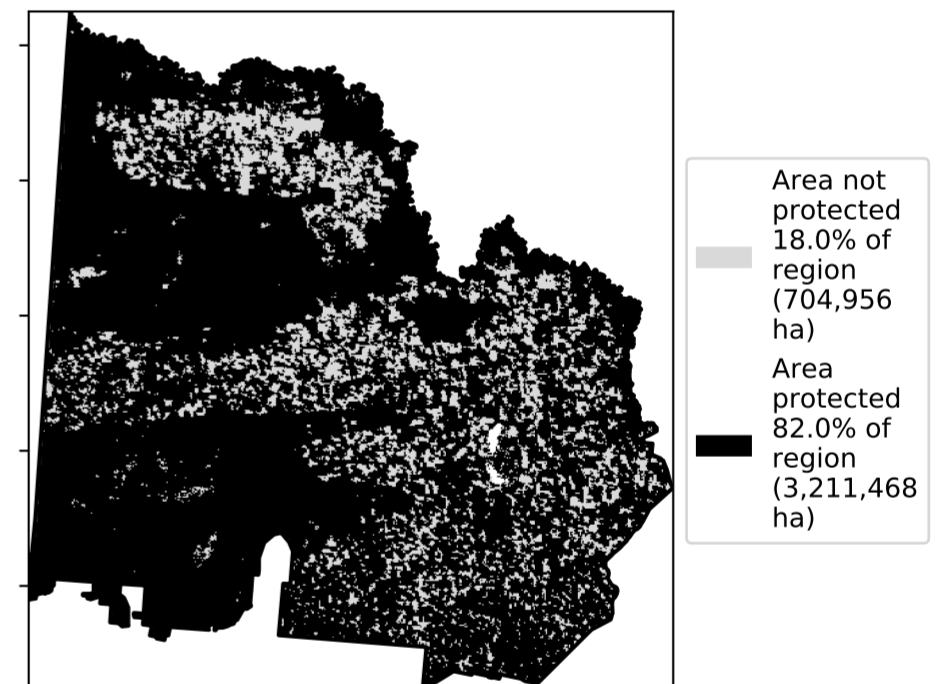 Area not
protected
18.0% of
region
(704,956
ha)
Area
protected
82.0% of
region
(3,211,468
ha)